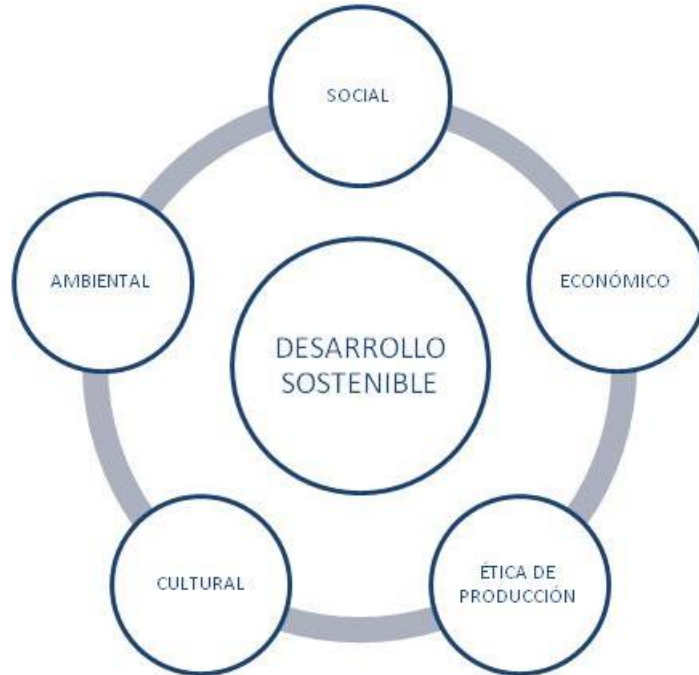 SOCIAL
AMBIENTAL
ECONÓMICO
DESARROLLO
SOSTENIBLE
CULTURAL
ÉTICA DE
PRODUCCIÓN